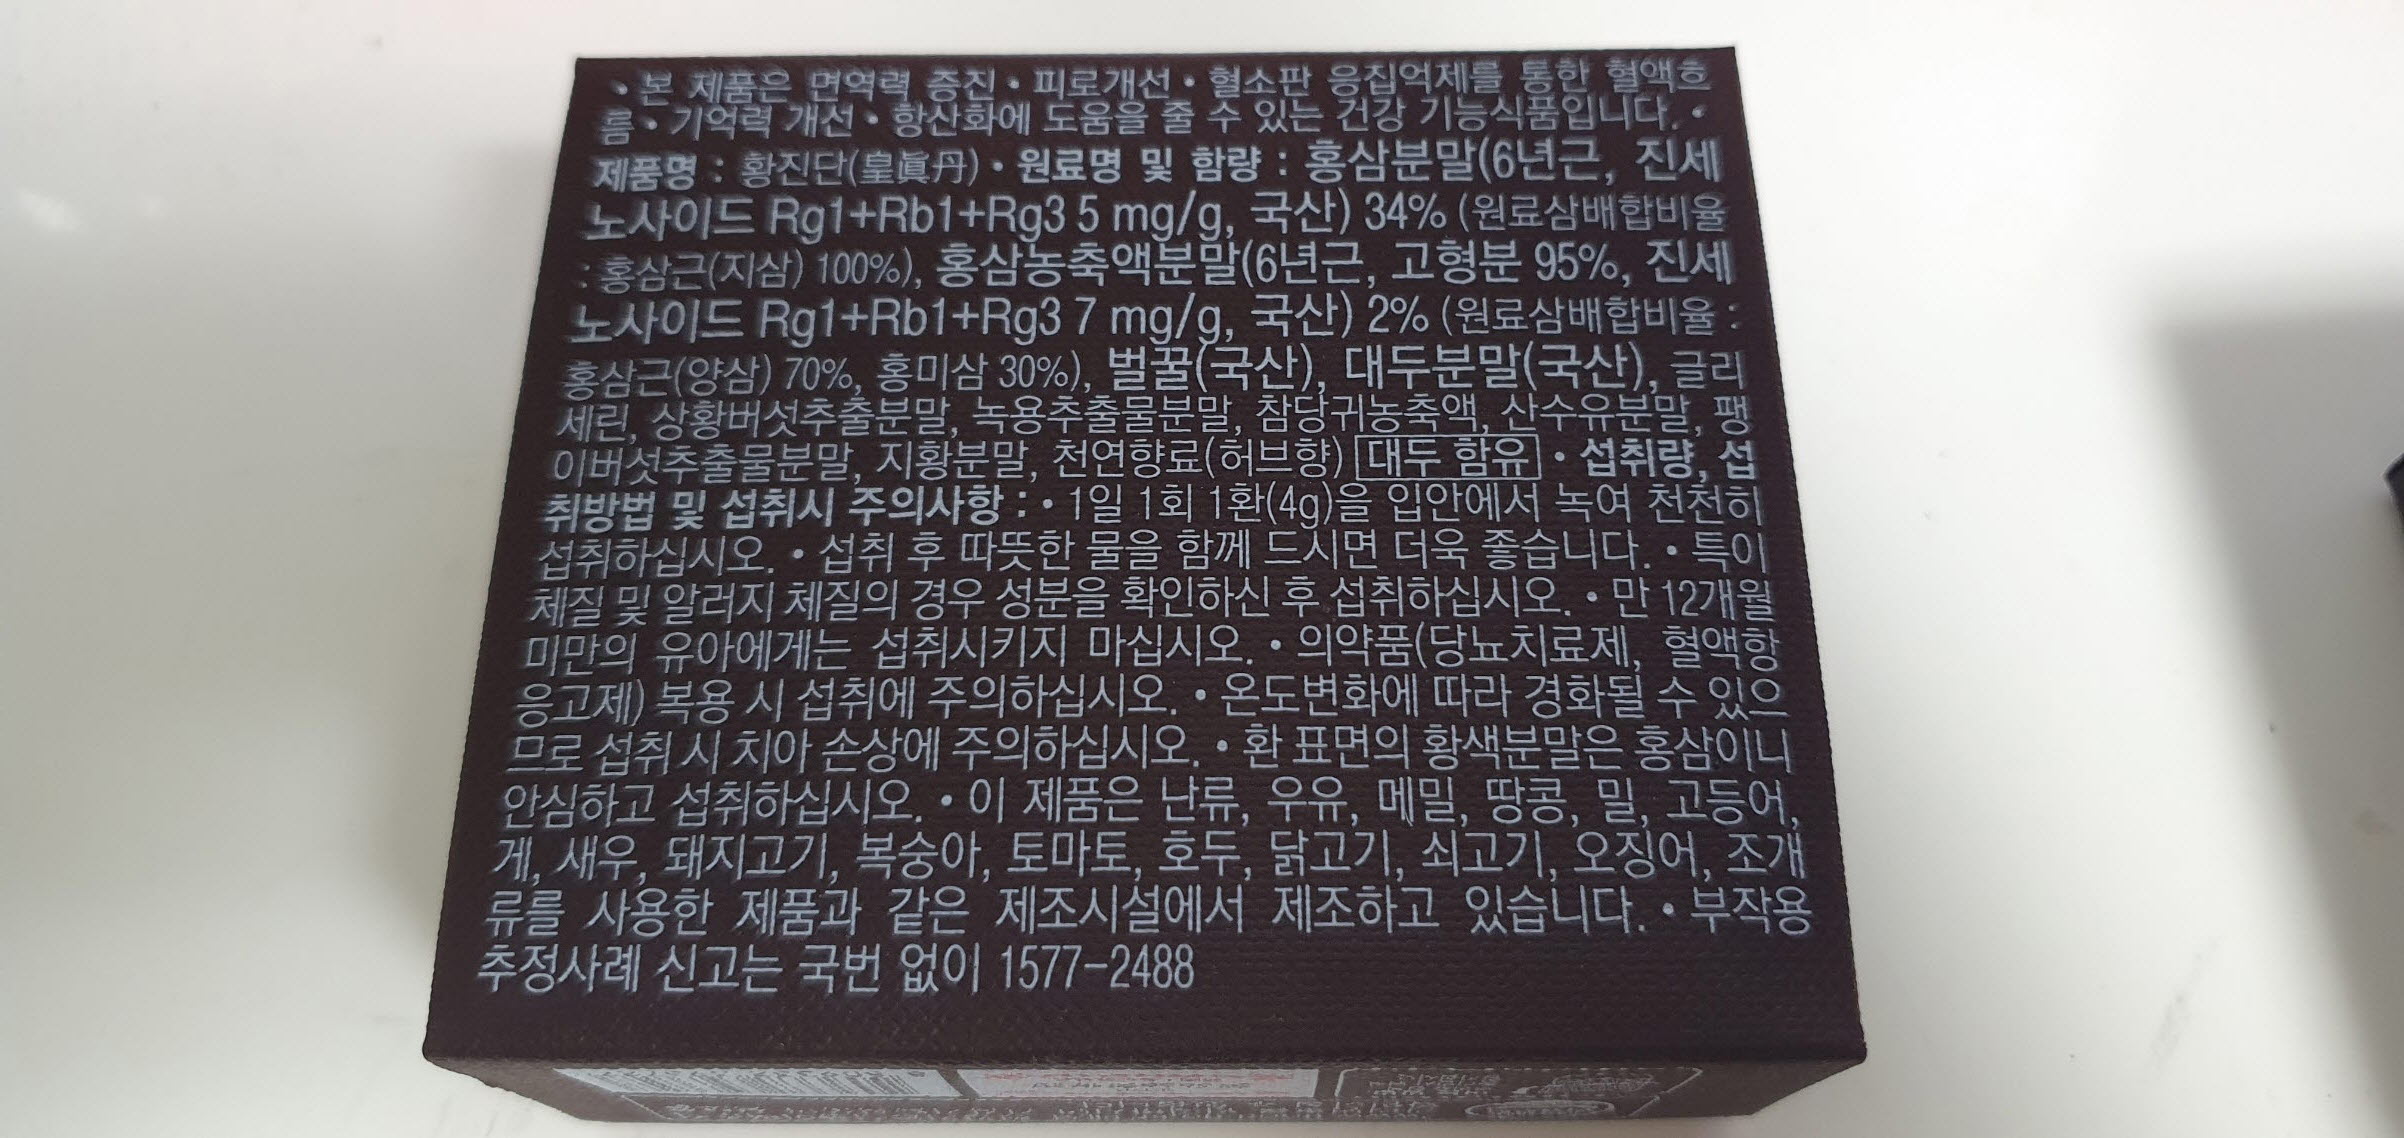 • 본 제품은 면역력 증진 • 피로개선 • 혈소판 응집억제를 통한 혈액흐
름 • 기억력 개선 • 항산화에 도움을 줄 수 있는 건강 기능식품입니다. •
제품명 : 황진단(皇眞丹) • 원료명 및 함량 : 홍삼분말(6년근, 진세
노사이드 Rg1+Rb1+Rg3 5 mg/g, 국산) 34% (원료삼배합비율
: 홍삼근(지삼) 100%), 홍삼농축액분말(6년근, 고형분 95%, 진세
노사이드 Rg1+Rb1+Rg3 7 mg/g, 국산) 2% (원료삼배합비율 :
홍삼근(양삼) 70%, 홍미삼 30%), 벌꿀(국산), 대두분말(국산), 글리
세린, 상황버섯추출분말, 녹용추출물분말, 참당귀농축액, 산수유분말, 팽
이버섯추출물분말, 지황분말, 천연향료(허브향) 대두 함유 • 섭취량, 섭
취방법 및 섭취시 주의사항 : • 1일 1회 1환(4g)을 입안에서 녹여 천천히
섭취하십시오. • 섭취 후 따뜻한 물을 함께 드시면 더욱 좋습니다. • 특이
체질 및 알러지 체질의 경우 성분을 확인하신 후 섭취하십시오. • 만 12개월
미만의 유아에게는 섭취시키지 마십시오. • 의약품(당뇨치료제, 혈액항
응고제) 복용 시 섭취에 주의하십시오. • 온도변화에 따라 경화될 수 있으
므로 섭취 시 치아 손상에 주의하십시오. • 환 표면의 황색분말은 홍삼이니
안심하고 섭취하십시오. • 이 제품은 난류, 우유, 메밀, 땅콩, 밀, 고등어,
게, 새우, 돼지고기, 복숭아, 토마토, 호두, 닭고기, 쇠고기, 오징어, 조개
류를 사용한 제품과 같은 제조시설에서 제조하고 있습니다. • 부작용
추정사례 신고는 국번 없이 1577-2488